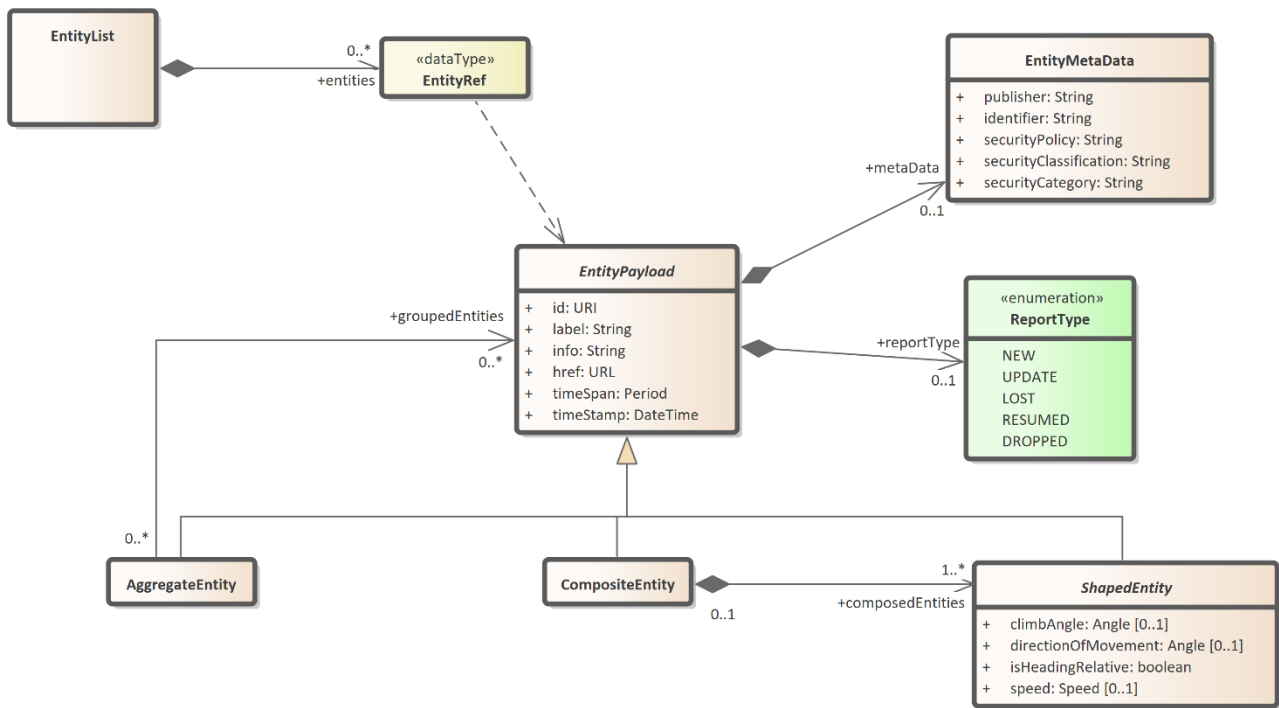 EntityList
0..*
+entities
«dataType»
EntityRef
EntityMetaData
+ publisher: String
+ identifier: String
+ securityPolicy: String
+ securityClassification: String
+ securityCategory: String
+metaData
0..1
EntityPayload
+ id: URI
+ label: String
+ info: String
+ href: URL
+ timeSpan: Period
+ timeStamp: DateTime
+groupedEntities
0..*
+reportType
0..1
«enumeration»
ReportType
NEW
UPDATE
LOST
RESUMED
DROPPED
0..*
AggregateEntity
CompositeEntity
0..1
1..*
+composedEntities
ShapedEntity
+ climbAngle: Angle [0..1]
+ directionOfMovement: Angle [0..1]
+ isHeadingRelative: boolean
+ speed: Speed [0..1]